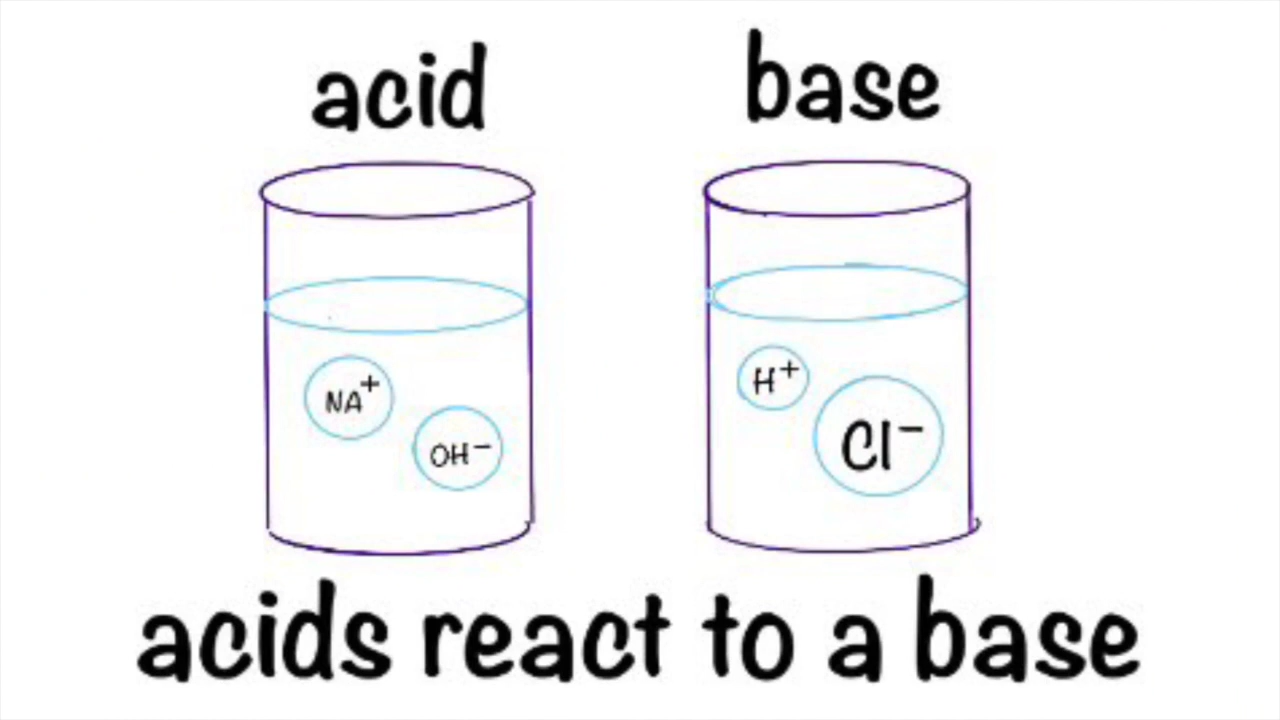 acid
base
NA+
OH−
H+
Cl−
acids react to a base